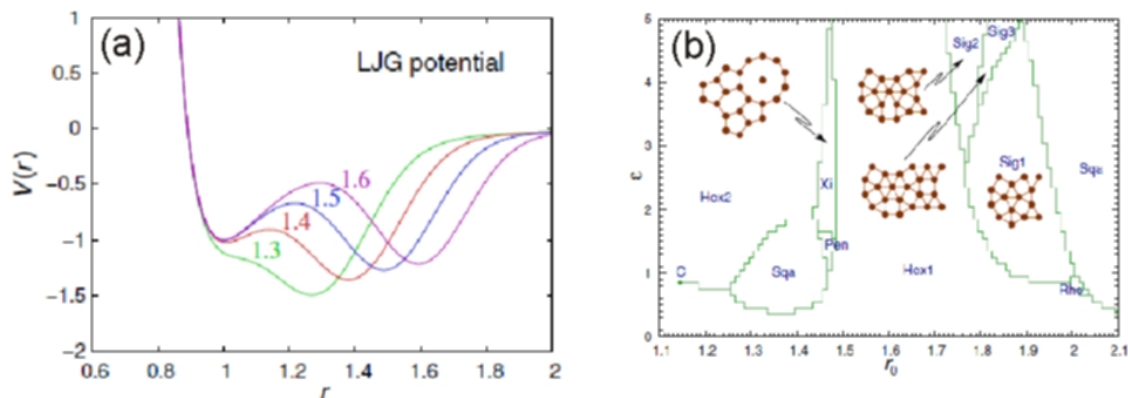 (a)
LJG potential
V(r)
1
0.5
0
−0.5
−1
−1.5
−2
1.3
1.4
1.5
1.6
0.6
0.8
1
1.2
1.4
1.6
1.8
2
r
(b)
ε
5
4
3
2
1
0
Sig2
Sig3
Xi
Sig1
Sqa
Hox2
Pen
C
Sqa
Hox1
Rho
1.1
1.2
1.3
1.4
1.5
1.6
1.7
1.8
1.9
2
2.1
r₀